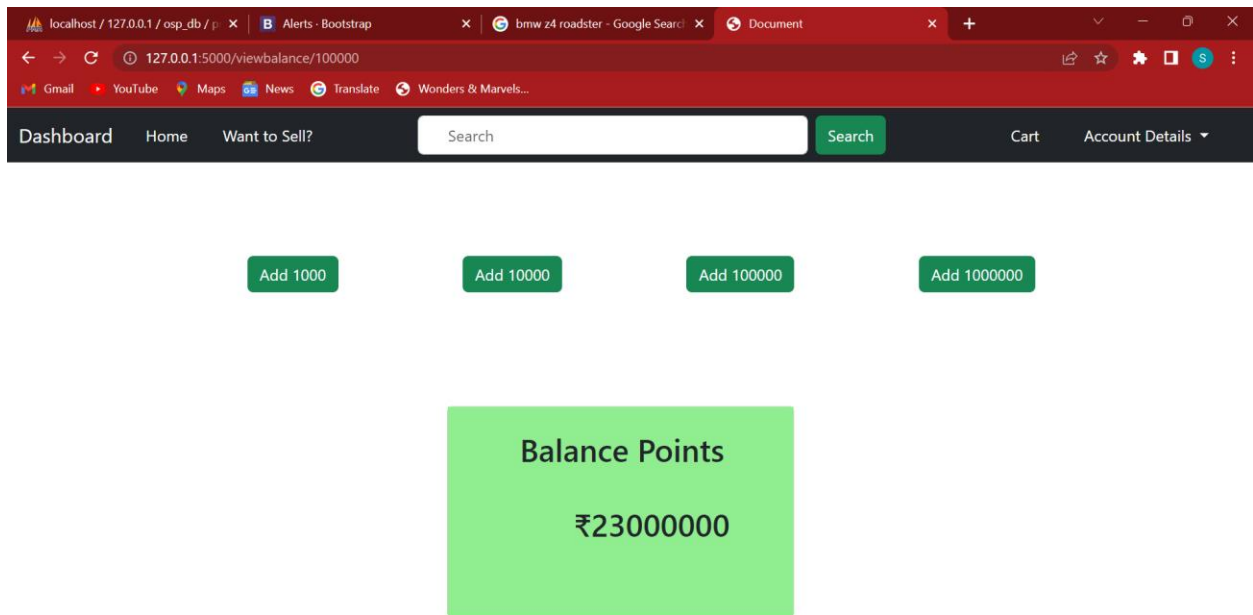 localhost / 127.0.0.1 / osp_db / p
Alerts · Bootstrap
bmw z4 roadster - Google Searc
Document
127.0.0.1:5000/viewbalance/100000
Gmail YouTube Maps News Translate Wonders & Marvels...
Dashboard Home Want to Sell? Search Search Cart Account Details
Add 1000 Add 10000 Add 100000 Add 1000000
Balance Points
₹23000000